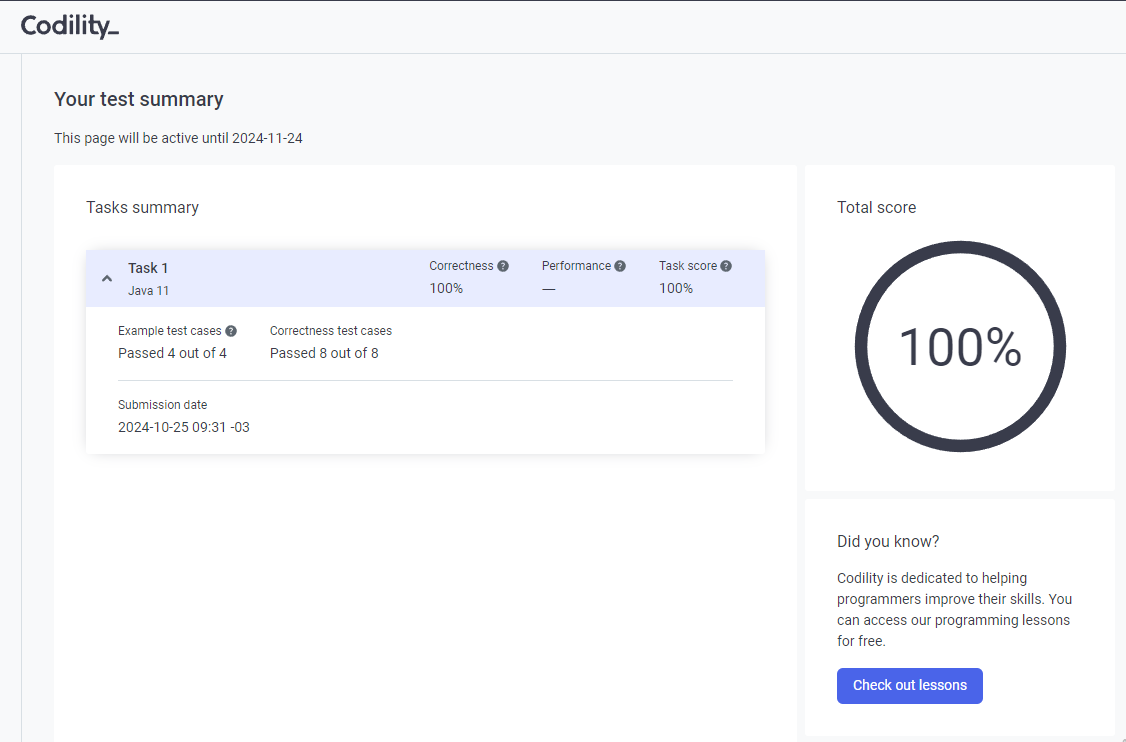 Codility_
Your test summary
This page will be active until 2024-11-24
Tasks summary
Task 1
Java 11
Correctness ?
100%
Performance ?
—
Task score ?
100%
Example test cases ?
Passed 4 out of 4
Correctness test cases
Passed 8 out of 8
Submission date
2024-10-25 09:31 -03
Total score
100%
Did you know?
Codility is dedicated to helping
programmers improve their skills. You
can access our programming lessons
for free.
Check out lessons